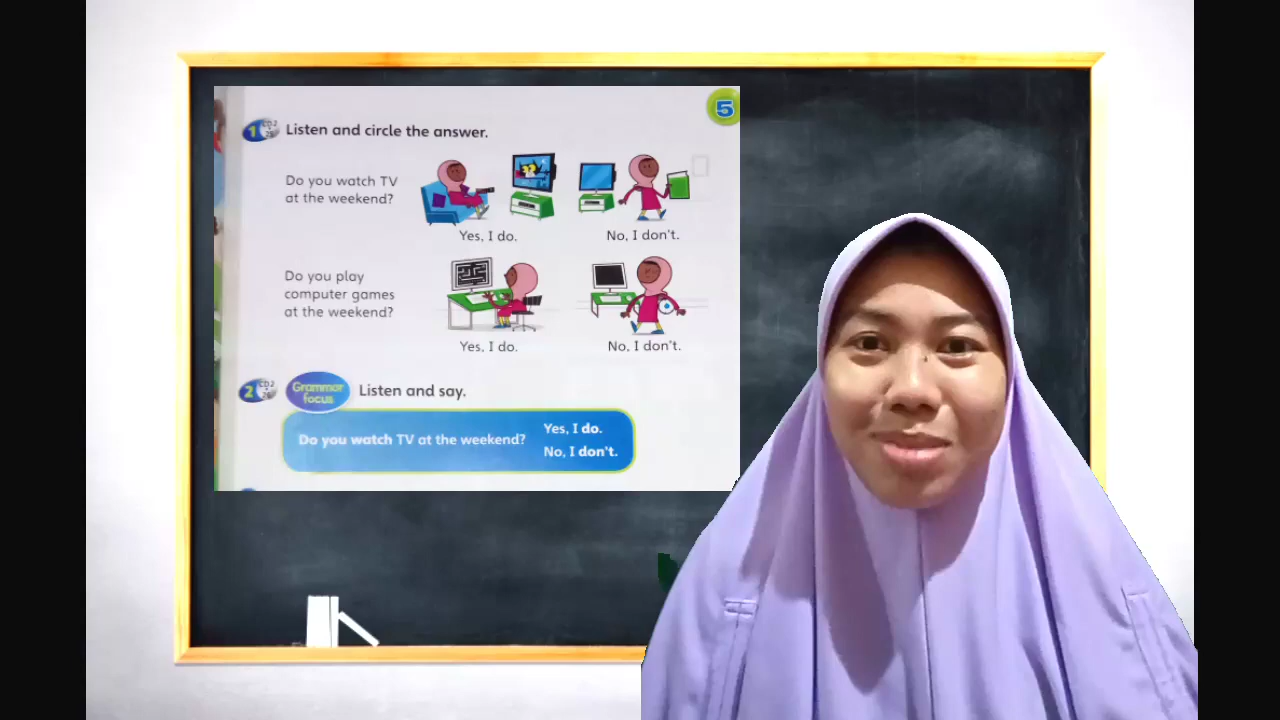 5
1 CD2 Listen and circle the answer.
Do you watch TV
at the weekend?
Yes, I do. No, I don't.
Do you play
computer games
at the weekend?
Yes, I do. No, I don't.
2 CD2 Grammar
focus Listen and say.
Do you watch TV at the weekend? Yes, I do.
No, I don't.